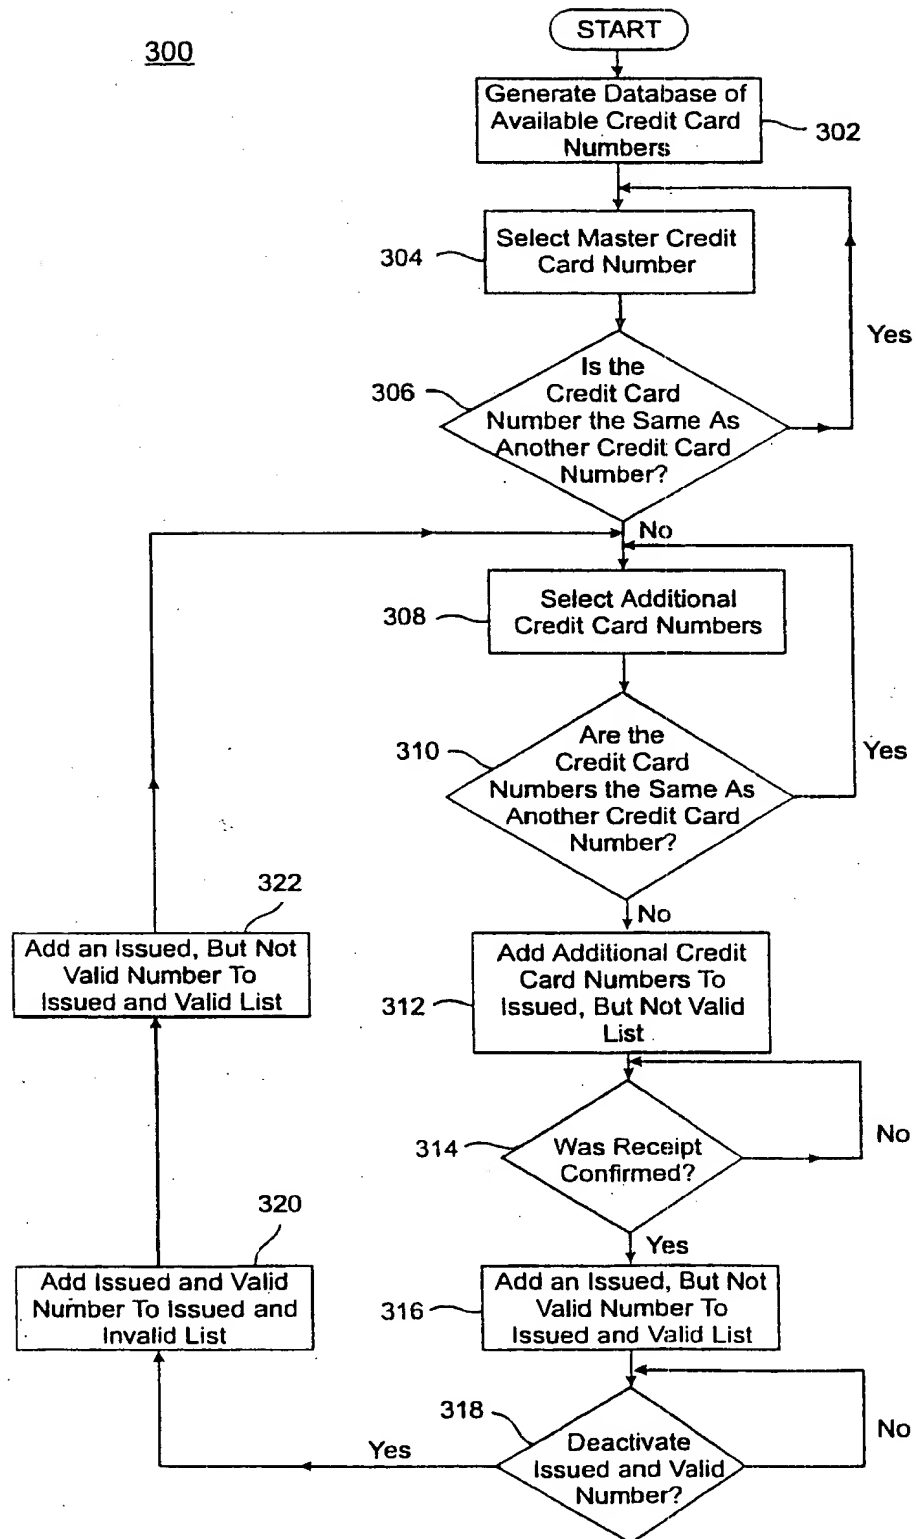 300
START
Generate Database of
Available Credit Card
Numbers
302
Select Master Credit
Card Number
304
Yes
Is the
Credit Card
Number the Same As
Another Credit Card
Number?
306
No
Select Additional
Credit Card Numbers
308
Are the
Credit Card
Numbers the Same As
Another Credit Card
Number?
310
Yes
No
322
Add an Issued, But Not
Valid Number To
Issued and Valid List
Add Additional Credit
Card Numbers To
Issued, But Not Valid
List
312
Was Receipt
Confirmed?
314
No
Yes
320
Add Issued and Valid
Number To Issued and
Invalid List
Add an Issued, But Not
Valid Number To
Issued and Valid List
316
318
Deactivate
Issued and Valid
Number?
No
Yes